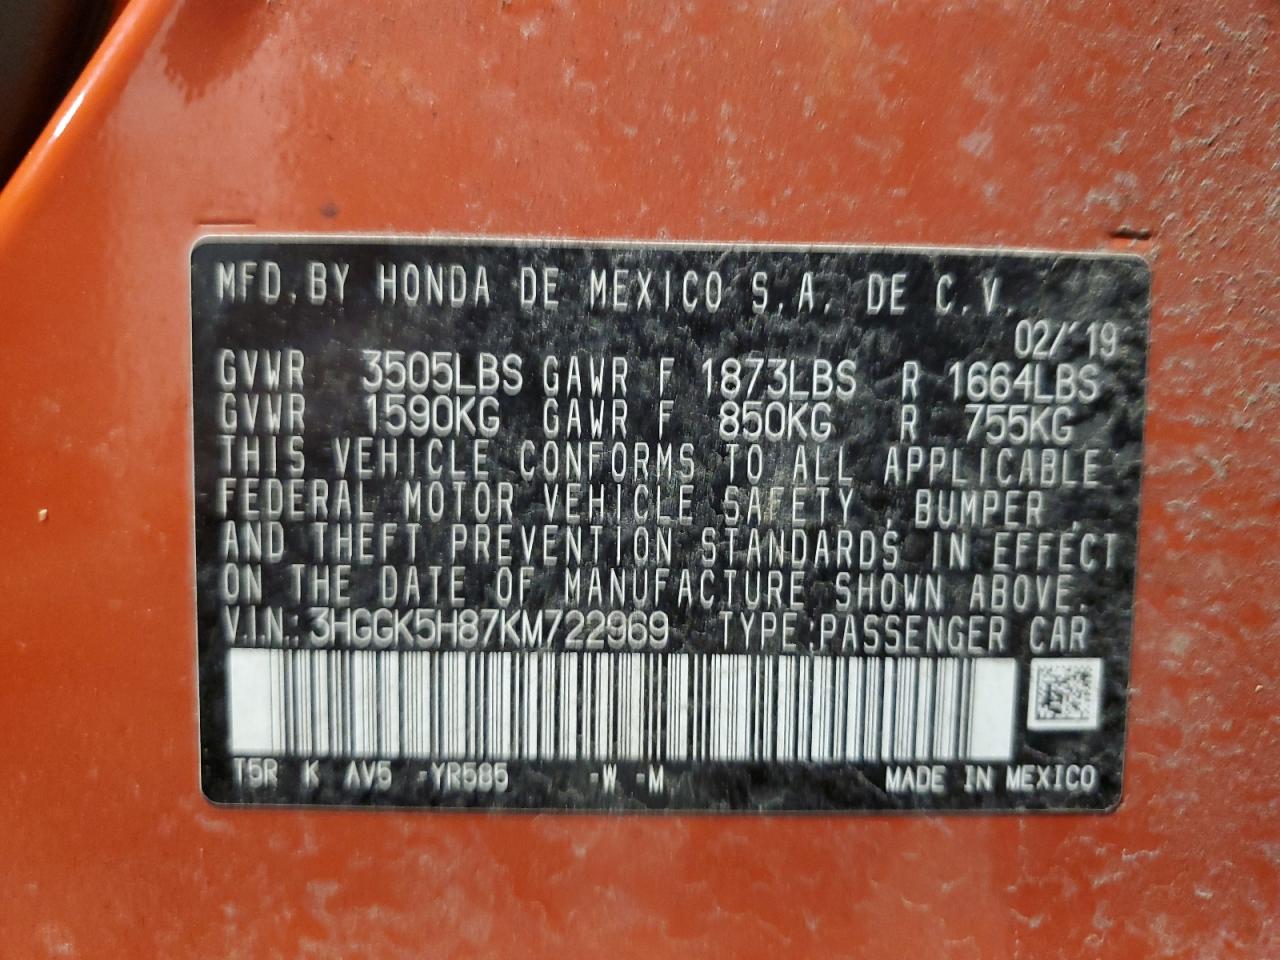 MFD. BY HONDA DE MEXICO S.A. DE C.V.
02/'19
GVWR 3505LBS GAWR F 1873LBS R 1664LBS
GVWR 1590KG GAWR F 850KG R 755KG
THIS VEHICLE CONFORMS TO ALL APPLICABLE
FEDERAL MOTOR VEHICLE SAFETY , BUMPER ,
AND THEFT PREVENTION STANDARDS IN EFFECT
ON THE DATE OF MANUFACTURE SHOWN ABOVE.
V.I.N.: 3HGGK5H87KM722969 TYPE:PASSENGER CAR
T5R K AV5 -YR585 -W -M MADE IN MEXICO